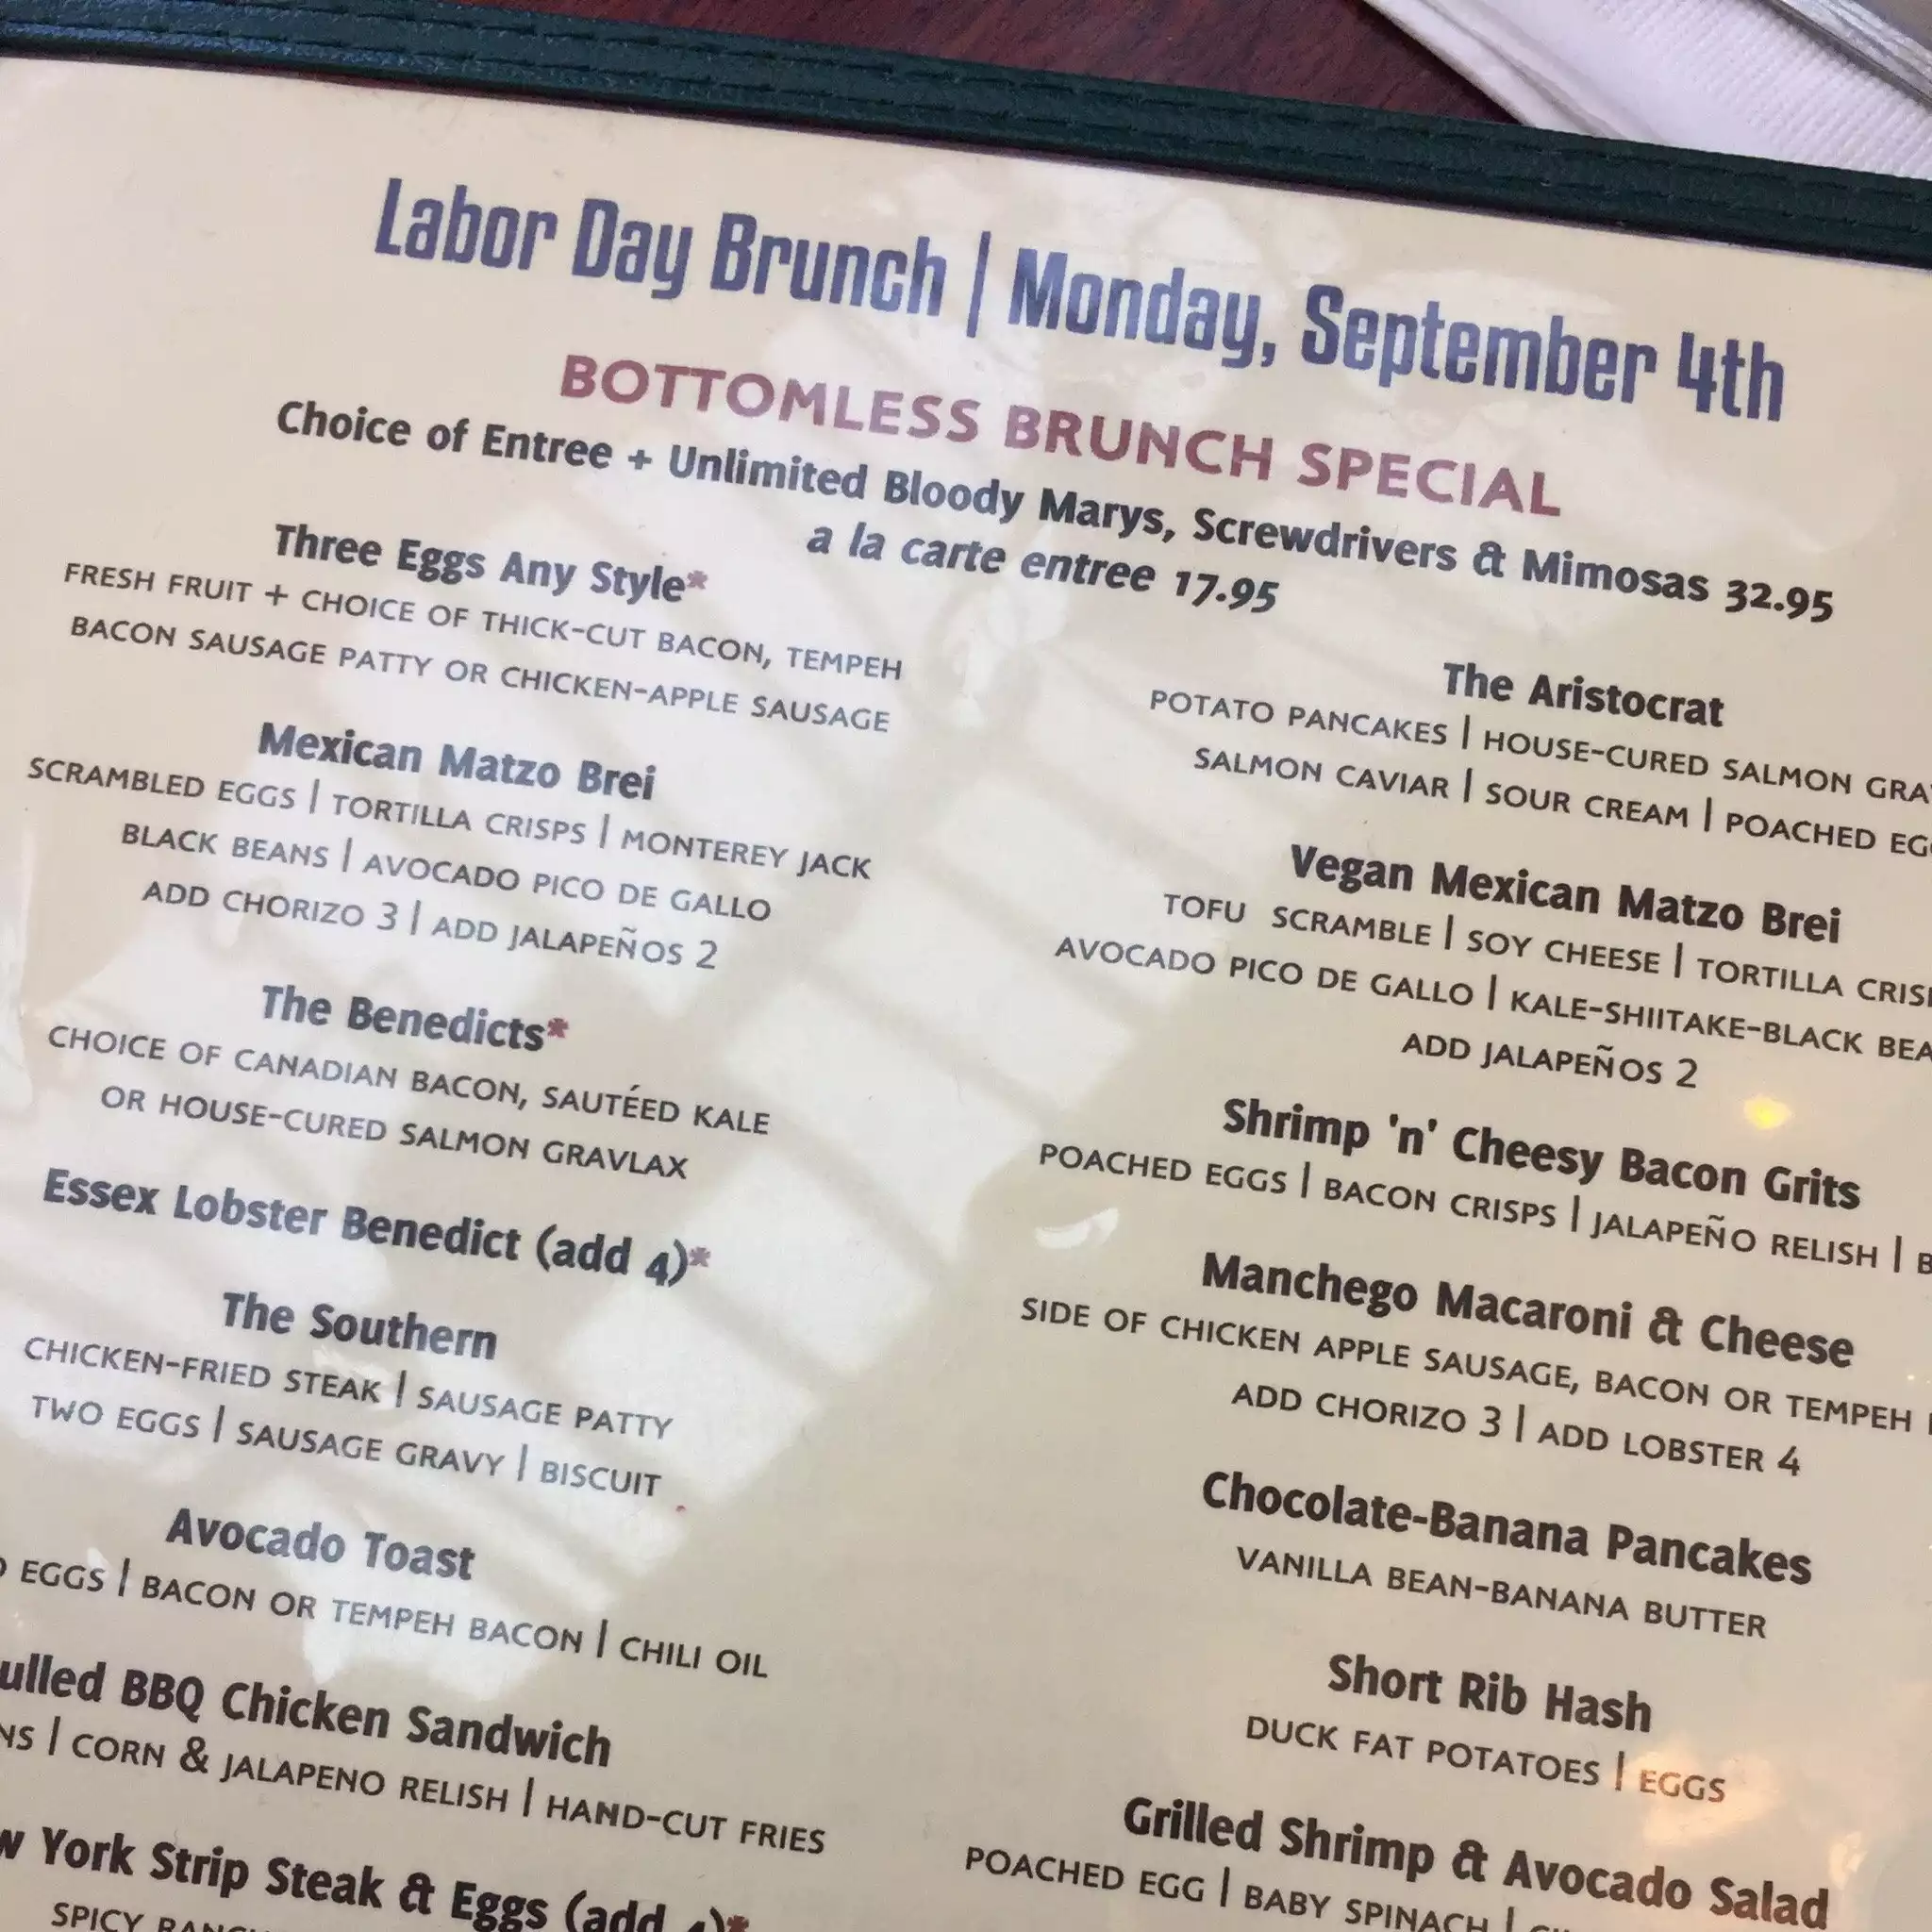 Labor Day Brunch | Monday, September 4th
BOTTOMLESS BRUNCH SPECIAL
Choice of Entree + Unlimited Bloody Marys, Screwdrivers & Mimosas 32.95
a la carte entree 17.95
Three Eggs Any Style*
FRESH FRUIT + CHOICE OF THICK-CUT BACON, TEMPEH
BACON SAUSAGE PATTY OR CHICKEN-APPLE SAUSAGE
Mexican Matzo Brei
SCRAMBLED EGGS | TORTILLA CRISPS | MONTEREY JACK
BLACK BEANS | AVOCADO PICO DE GALLO
ADD CHORIZO 3 | ADD JALAPEÑOS 2
The Benedicts*
CHOICE OF CANADIAN BACON, SAUTÉED KALE
OR HOUSE-CURED SALMON GRAVLAX
Essex Lobster Benedict (add 4)*
The Southern
CHICKEN-FRIED STEAK | SAUSAGE PATTY
TWO EGGS | SAUSAGE GRAVY | BISCUIT
Avocado Toast
EGGS | BACON OR TEMPEH BACON | CHILI OIL
BBQ Chicken Sandwich
| CORN & JALAPENO RELISH | HAND-CUT FRIES
York Strip Steak & Eggs (add 4)*
SPICY
The Aristocrat
POTATO PANCAKES | HOUSE-CURED SALMON
SALMON CAVIAR | SOUR CREAM | POACHED
Vegan Mexican Matzo Brei
TOFU SCRAMBLE | SOY CHEESE | TORTILLA
AVOCADO PICO DE GALLO | KALE-SHIITAKE-BLACK
ADD JALAPEÑOS 2
Shrimp 'n' Cheesy Bacon Grits
POACHED EGGS | BACON CRISPS | JALAPEÑO RELISH |
Manchego Macaroni & Cheese
SIDE OF CHICKEN APPLE SAUSAGE, BACON OR TEMPEH
ADD CHORIZO 3 | ADD LOBSTER 4
Chocolate-Banana Pancakes
VANILLA BEAN-BANANA BUTTER
Short Rib Hash
DUCK FAT POTATOES | EGGS
Grilled Shrimp & Avocado Salad
POACHED EGG | BABY SPINACH |